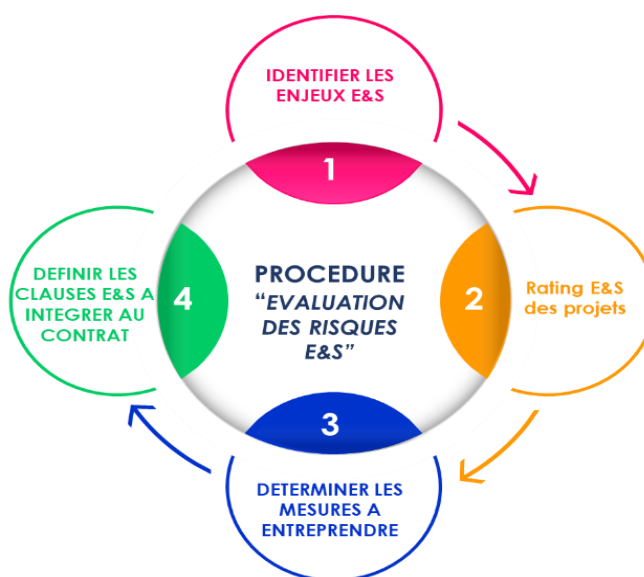 IDENTIFIER LES
ENJEUX E&S
1
PROCEDURE
“EVALUATION
DES RISQUES
E&S”
2
Rating E&S
des projets
3
DETERMINER LES
MESURES A
ENTREPRENDRE
4
DEFINIR LES
CLAUSES E&S A
INTEGRER AU
CONTRAT